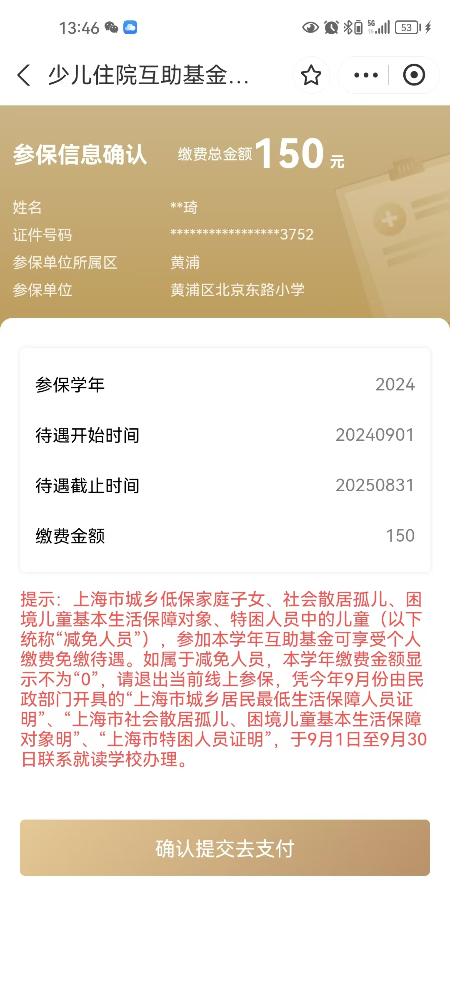 13:46
5G
53
少儿住院互助基金...
参保信息确认 缴费总金额150元
姓名 **琦
证件号码 *****************3752
参保单位所属区 黄浦
参保单位 黄浦区北京东路小学
参保学年 2024
待遇开始时间 20240901
待遇截止时间 20250831
缴费金额 150
提示：上海市城乡低保家庭子女、社会散居孤儿、困
境儿童基本生活保障对象、特困人员中的儿童（以下
统称“减免人员”），参加本学年互助基金可享受个人
缴费免缴待遇。如属于减免人员，本学年缴费金额显
示不为“0”，请退出当前线上参保，凭今年9月份由民
政部门开具的“上海市城乡居民最低生活保障人员证
明”、“上海市社会散居孤儿、困境儿童基本生活保障
对象明”、“上海市特困人员证明”，于9月1日至9月30
日联系就读学校办理。
确认提交去支付